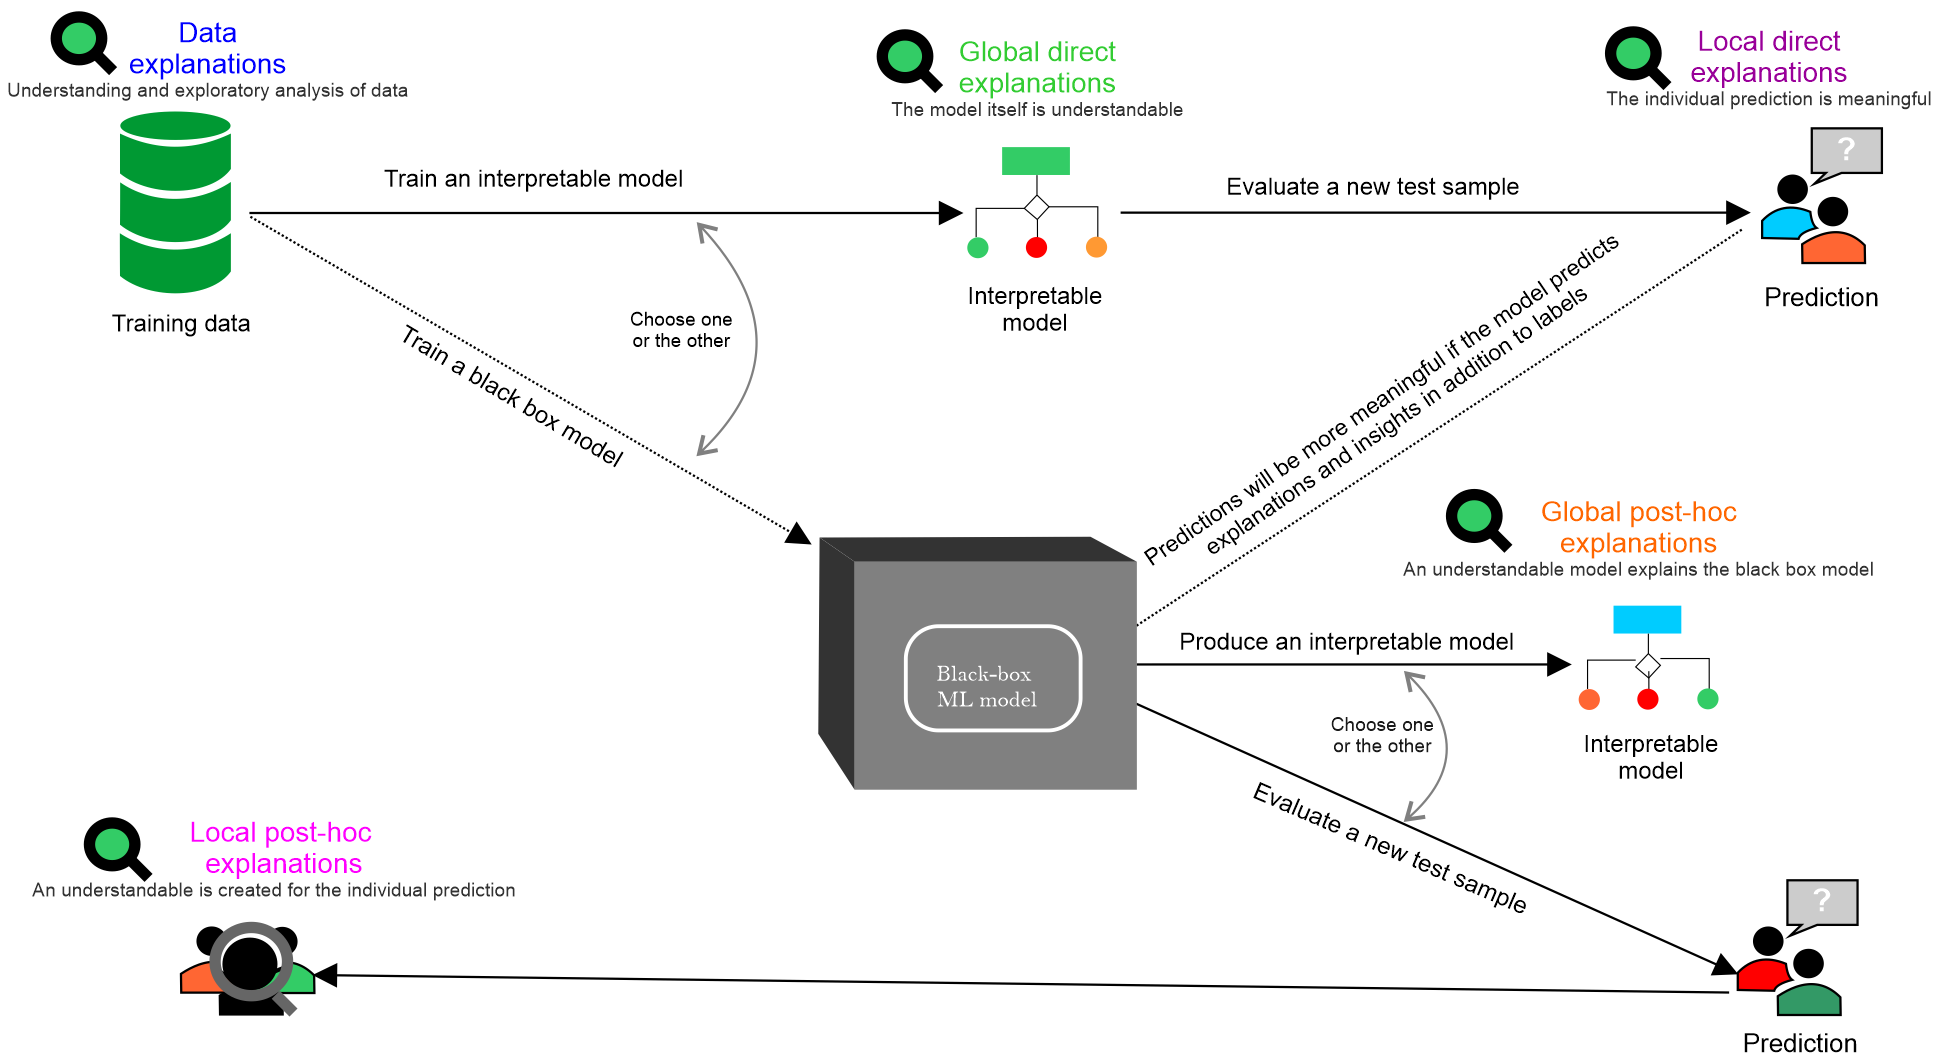 Data
explanations
Understanding and exploratory analysis of data
Training data
Train an interpretable model
Choose one
or the other
Train a black box model
Global direct
explanations
The model itself is understandable
Interpretable
model
Evaluate a new test sample
Local direct
explanations
The individual prediction is meaningful
?
Prediction
Predictions will be more meaningful if the model predicts
explanations and insights in addition to labels
Black-box
ML model
Global post-hoc
explanations
An understandable model explains the black box model
Produce an interpretable model
Interpretable
model
Choose one
or the other
Evaluate a new test sample
?
Prediction
Local post-hoc
explanations
An understandable is created for the individual prediction